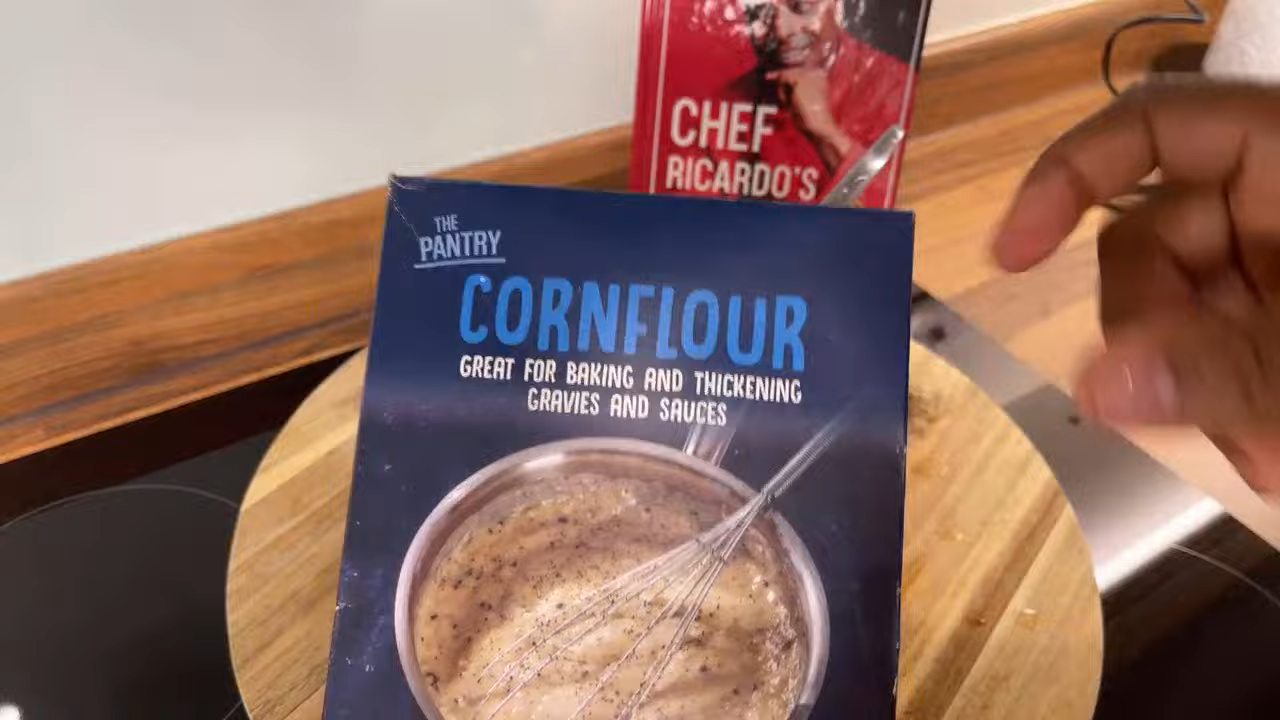 CHEF
RICARDO'S
THE
PANTRY
CORNFLOUR
GREAT FOR BAKING AND THICKENING
GRAVIES AND SAUCES